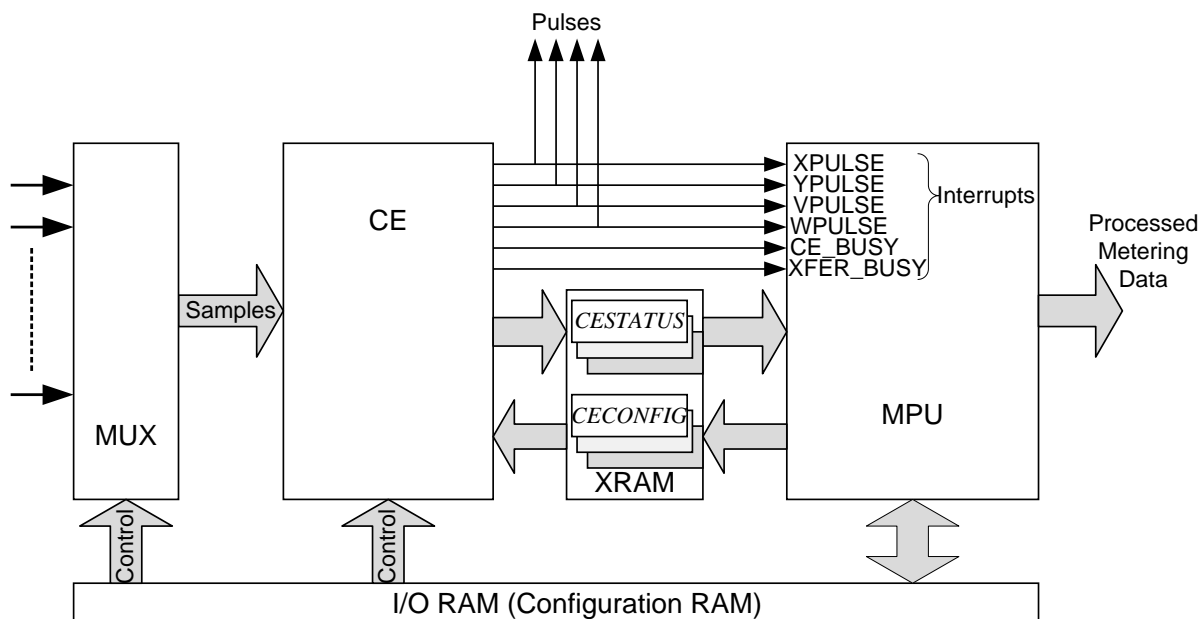 Pulses
XPULSE
YPULSE
VPULSE
WPULSE
CE_BUSY
XFER_BUSY
Interrupts
CE
Processed
Metering
Data
Samples
CESTATUS
CECONFIG
XRAM
MUX
MPU
Control
Control
I/O RAM (Configuration RAM)